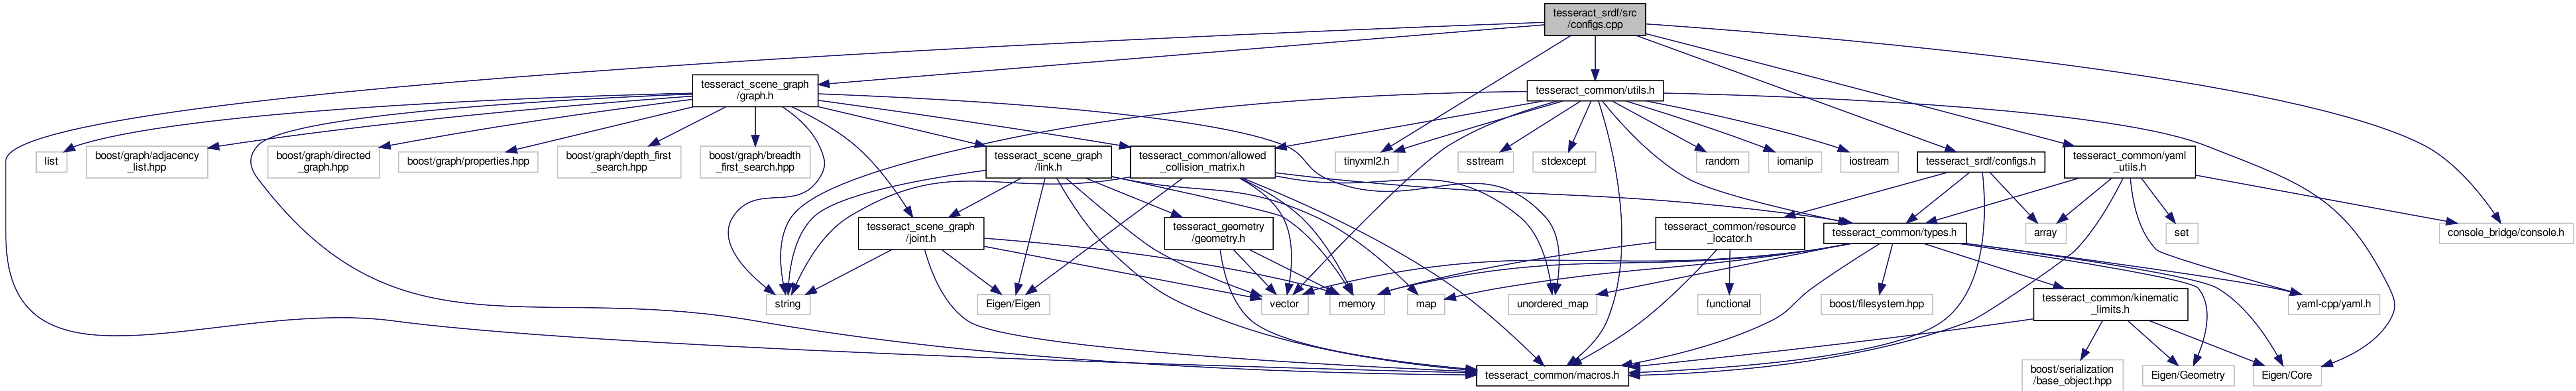 tesseract_srdf/src
/configs.cpp
tesseract_scene_graph
/graph.h
tesseract_common/utils.h
list
boost/graph/adjacency
_list.hpp
boost/graph/directed
_graph.hpp
boost/graph/properties.hpp
boost/graph/depth_first
_search.hpp
boost/graph/breadth
_first_search.hpp
tesseract_scene_graph
/link.h
tesseract_common/allowed
_collision_matrix.h
tinyxml2.h
sstream
stdexcept
random
iomanip
iostream
tesseract_srdf/configs.h
tesseract_common/yaml
_utils.h
tesseract_scene_graph
/joint.h
tesseract_geometry
/geometry.h
tesseract_common/resource
_locator.h
tesseract_common/types.h
array
set
console_bridge/console.h
string
Eigen/Eigen
vector
memory
map
unordered_map
functional
boost/filesystem.hpp
tesseract_common/kinematic
_limits.h
yaml-cpp/yaml.h
tesseract_common/macros.h
boost/serialization
/base_object.hpp
Eigen/Geometry
Eigen/Core